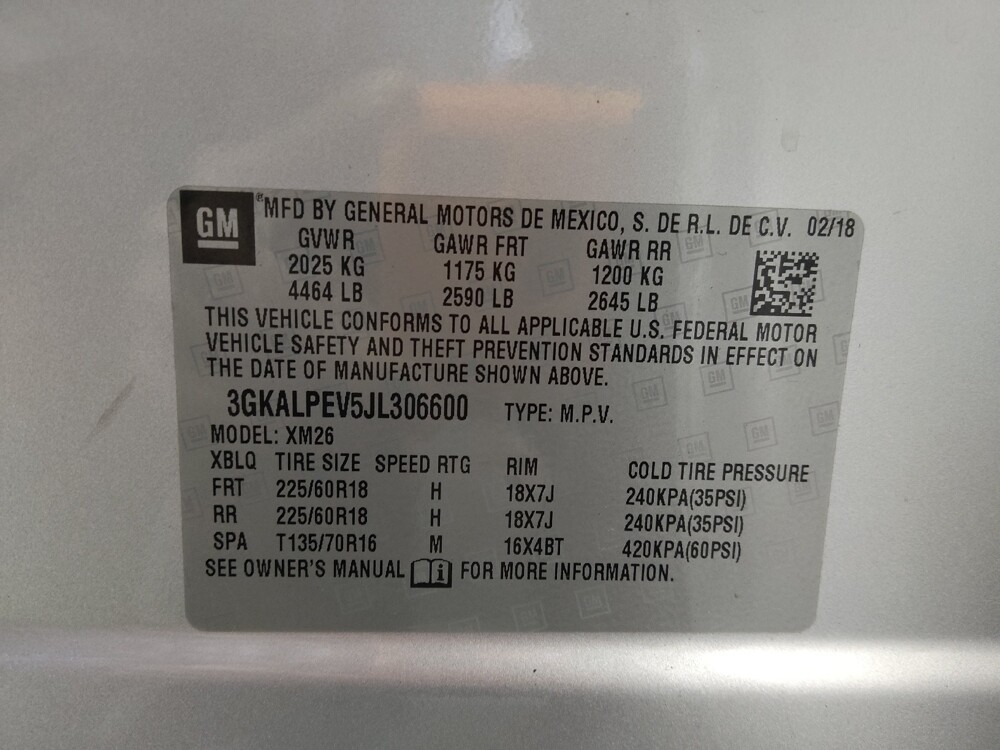 GM ® MFD BY GENERAL MOTORS DE MEXICO, S. DE R.L. DE C.V. 02/18
GVWR GAWR FRT GAWR RR
2025 KG 1175 KG 1200 KG
4464 LB 2590 LB 2645 LB
THIS VEHICLE CONFORMS TO ALL APPLICABLE U.S. FEDERAL MOTOR
VEHICLE SAFETY AND THEFT PREVENTION STANDARDS IN EFFECT ON
THE DATE OF MANUFACTURE SHOWN ABOVE.
3GKALPEV5JL306600 TYPE: M.P.V.
MODEL: XM26
XBLQ TIRE SIZE SPEED RTG RIM COLD TIRE PRESSURE
FRT 225/60R18 H 18X7J 240KPA(35PSI)
RR 225/60R18 H 18X7J 240KPA(35PSI)
SPA T135/70R16 M 16X4BT 420KPA(60PSI)
SEE OWNER'S MANUAL i FOR MORE INFORMATION.